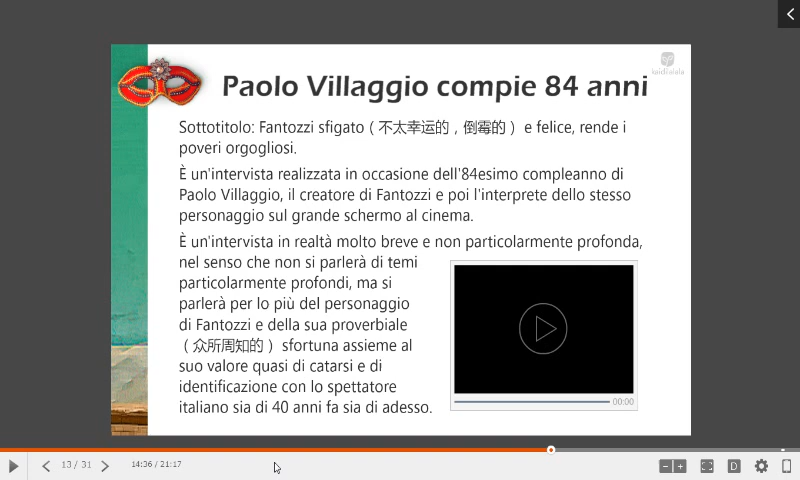 Paolo Villaggio compie 84 anni
kaidalala
Sottotitolo: Fantozzi sfigato ( 不太幸运的，倒霉的 ) e felice, rende i
poveri orgogliosi.
È un'intervista realizzata in occasione dell'84esimo compleanno di
Paolo Villaggio, il creatore di Fantozzi e poi l'interprete dello stesso
personaggio sul grande schermo al cinema.
È un'intervista in realtà molto breve e non particolarmente profonda,
nel senso che non si parlerà di temi
particolarmente profondi, ma si
parlerà per lo più del personaggio
di Fantozzi e della sua proverbiale
( 众所周知的 ) sfortuna assieme al
suo valore quasi di catarsi e di
identificazione con lo spettatore
italiano sia di 40 anni fa sia di adesso.
00:00
13 / 31
14:36 / 21:17
D